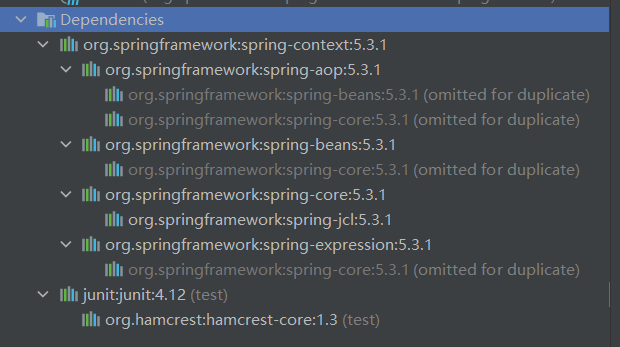 Dependencies
org.springframework:spring-context:5.3.1
org.springframework:spring-aop:5.3.1
org.springframework:spring-beans:5.3.1 (omitted for duplicate)
org.springframework:spring-core:5.3.1 (omitted for duplicate)
org.springframework:spring-beans:5.3.1
org.springframework:spring-core:5.3.1 (omitted for duplicate)
org.springframework:spring-core:5.3.1
org.springframework:spring-jcl:5.3.1
org.springframework:spring-expression:5.3.1
org.springframework:spring-core:5.3.1 (omitted for duplicate)
junit:junit:4.12 (test)
org.hamcrest:hamcrest-core:1.3 (test)